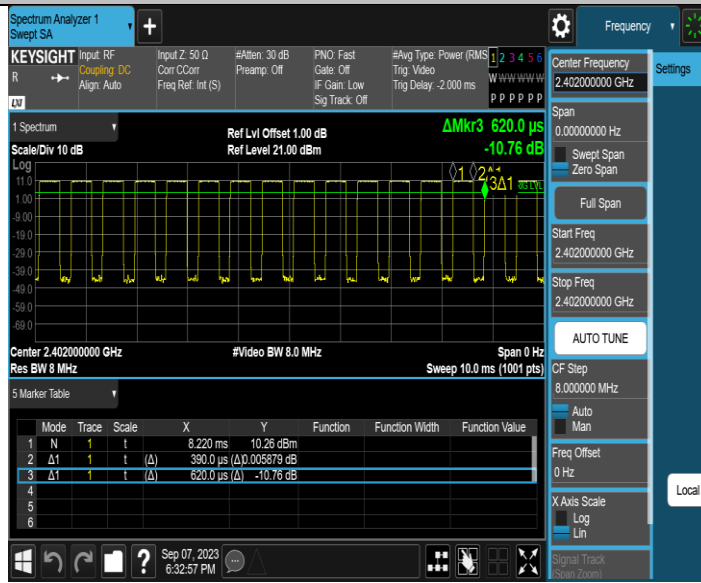 Spectrum Analyzer 1
Swept SA
Frequency
KEYSIGHT
R
LXI
Input: RF
Coupling: DC
Align: Auto
Input Z: 50 Ω
Corr CCorr
Freq Ref: Int (S)
#Atten: 30 dB
Preamp: Off
PNO: Fast
Gate: Off
IF Gain: Low
Sig Track: Off
#Avg Type: Power (RMS
Trig: Video
Trig Delay: -2.000 ms
1 2 3 4 5 6
W W W W W W
P P P P P P
1 Spectrum
Scale/Div 10 dB
Ref Lvl Offset 1.00 dB
Ref Level 21.00 dBm
ΔMkr3 620.0 µs
-10.76 dB
Log
11.0
1.00
-9.00
-19.0
-29.0
-39.0
-49.0
-59.0
-69.0
3Δ1
Center 2.402000000 GHz
Res BW 8 MHz
#Video BW 8.0 MHz
Span 0 Hz
Sweep 10.0 ms (1001 pts)
5 Marker Table
Mode Trace Scale X Y Function Function Width Function Value
1 N 1 t 8.220 ms 10.26 dBm
2 Δ1 1 t (Δ) 390.0 µs (Δ) 0.005879 dB
3 Δ1 1 t (Δ) 620.0 µs (Δ) -10.76 dB
4
5
6
?
Sep 07, 2023
6:32:57 PM
Center Frequency
2.402000000 GHz
Settings
Span
0.00000000 Hz
Swept Span
Zero Span
Full Span
Start Freq
2.402000000 GHz
Stop Freq
2.402000000 GHz
AUTO TUNE
CF Step
8.000000 MHz
Auto
Man
Freq Offset
0 Hz
Local
X Axis Scale
Log
Lin
Signal Track
(Span Zoom)